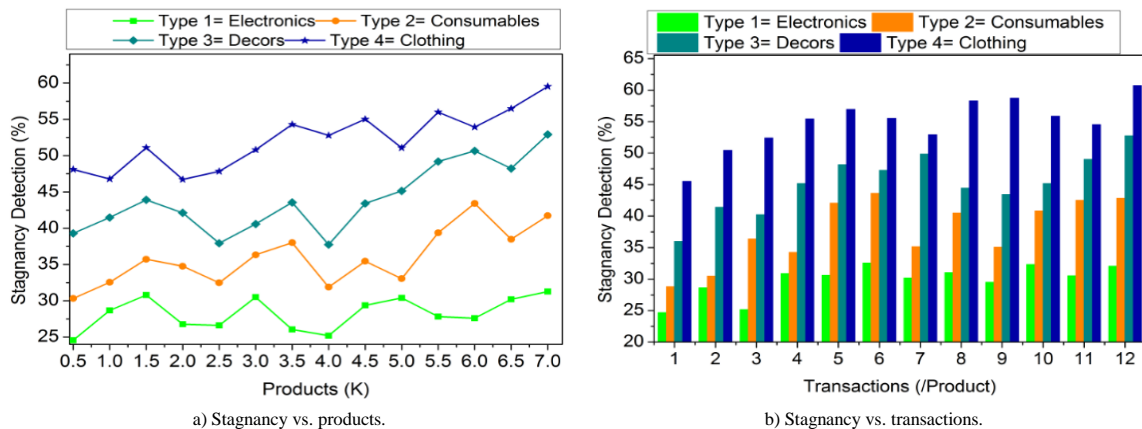 Type 1= Electronics Type 2= Consumables
Type 3= Decors Type 4= Clothing
Stagnancy Detection (%)
60
55
50
45
40
35
30
25
0.5 1.0 1.5 2.0 2.5 3.0 3.5 4.0 4.5 5.0 5.5 6.0 6.5 7.0
Products (K)
a) Stagnancy vs. products.
Type 1= Electronics Type 2= Consumables
Type 3= Decors Type 4= Clothing
Stagnancy Detection (%)
65
60
55
50
45
40
35
30
25
20
1 2 3 4 5 6 7 8 9 10 11 12
Transactions (/Product)
b) Stagnancy vs. transactions.